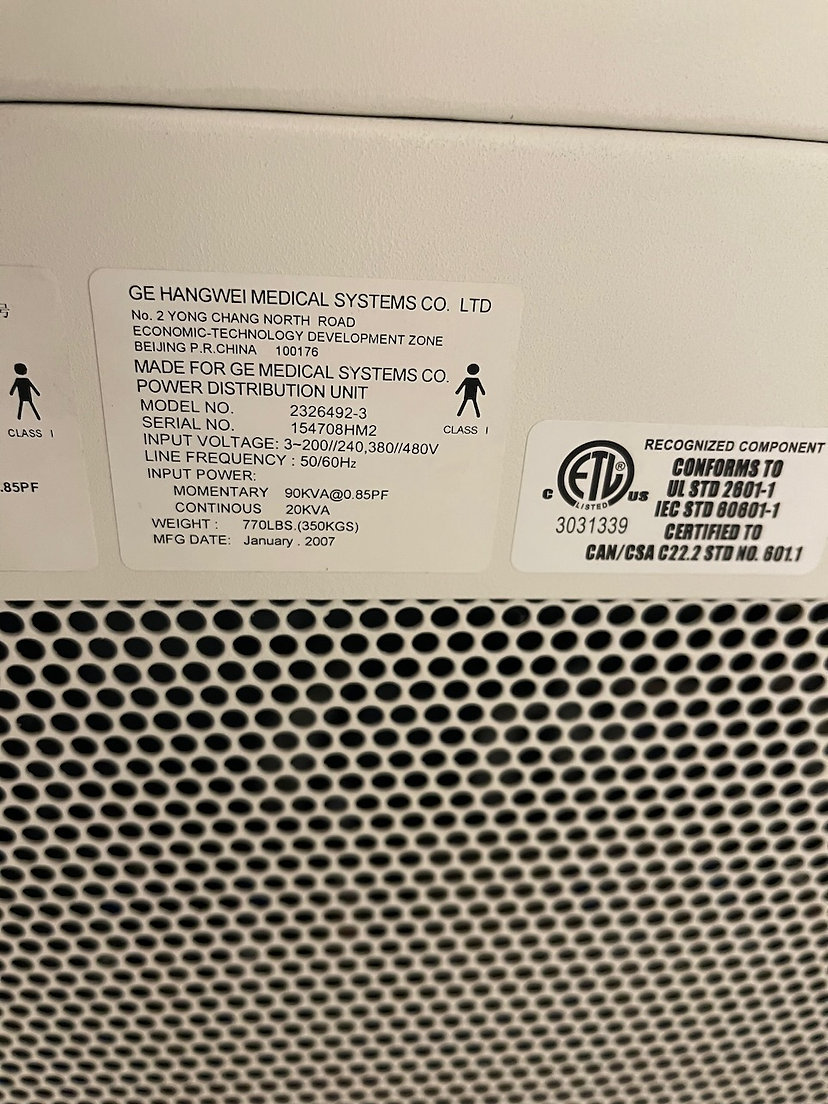 号
CLASS I
.85PF
GE HANGWEI MEDICAL SYSTEMS CO. LTD
No. 2 YONG CHANG NORTH ROAD
ECONOMIC-TECHNOLOGY DEVELOPMENT ZONE
BEIJING P.R.CHINA 100176
MADE FOR GE MEDICAL SYSTEMS CO.
POWER DISTRIBUTION UNIT
MODEL NO. 2326492-3
SERIAL NO. 154708HM2
INPUT VOLTAGE: 3~200//240,380//480V
LINE FREQUENCY : 50/60Hz
INPUT POWER:
MOMENTARY 90KVA@0.85PF
CONTINOUS 20KVA
WEIGHT : 770LBS.(350KGS)
MFG DATE: January . 2007
CLASS I
RECOGNIZED COMPONENT
CONFORMS TO
UL STD 2601-1
IEC STD 60601-1
CERTIFIED TO
CAN/CSA C22.2 STD NO. 601.1
C ETL ® US
LISTED
3031339